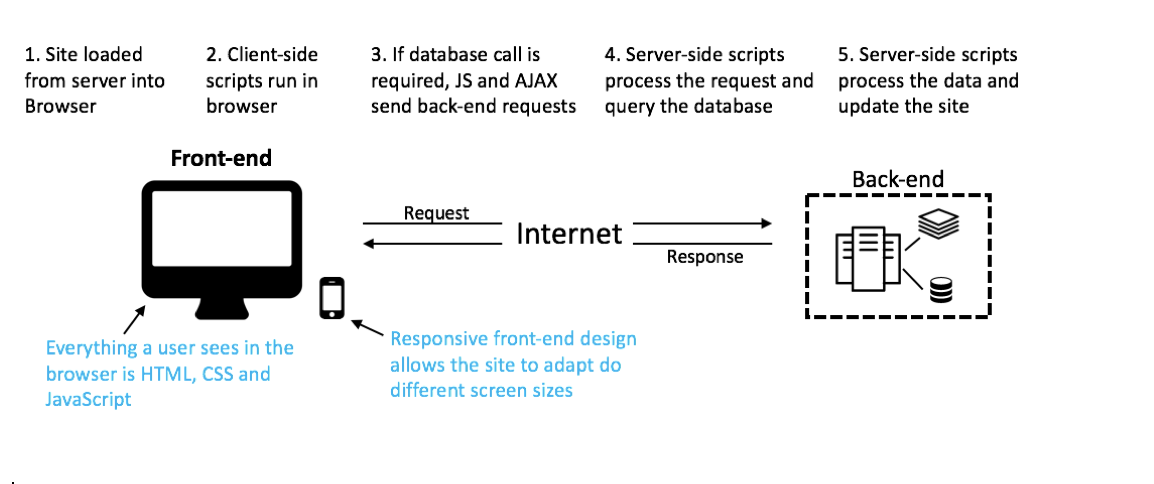 1. Site loaded
from server into
Browser
2. Client-side
scripts run in
browser
3. If database call is
required, JS and AJAX
send back-end requests
4. Server-side scripts
process the request and
query the database
5. Server-side scripts
process the data and
update the site
Front-end
Back-end
Request
Internet
Response
Everything a user sees in the
browser is HTML, CSS and
JavaScript
Responsive front-end design
allows the site to adapt do
different screen sizes
.